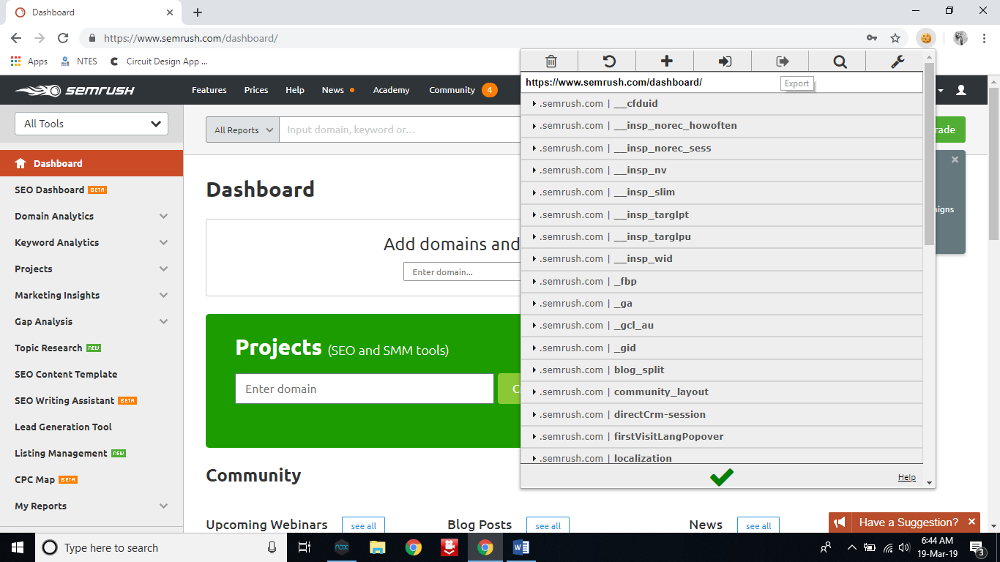 Dashboard
https://www.semrush.com/dashboard/
Apps NTES Circuit Design App ...
SEMRUSH Features Prices Help News Academy Community 4
https://www.semrush.com/dashboard/
Export
All Tools
All Reports Input domain, keyword or... rade
Dashboard
SEO Dashboard BETA
Domain Analytics
Keyword Analytics
Projects
Marketing Insights
Gap Analysis
Topic Research NEW
SEO Content Template
SEO Writing Assistant BETA
Lead Generation Tool
Listing Management NEW
CPC Map BETA
My Reports
Dashboard
Add domains and
Enter domain...
Projects (SEO and SMM tools)
Enter domain C
Community
Upcoming Webinars see all Blog Posts see all News see all
.semrush.com | __cfduid
.semrush.com | __insp_norec_howoften
.semrush.com | __insp_norec_sess
.semrush.com | __insp_nv
.semrush.com | __insp_slim
.semrush.com | __insp_targlpt
.semrush.com | __insp_targlpu
.semrush.com | __insp_wid
.semrush.com | _fbp
.semrush.com | _ga
.semrush.com | _gcl_au
.semrush.com | _gid
.semrush.com | blog_split
.semrush.com | community_layout
.semrush.com | directCrm-session
.semrush.com | firstVisitLangPopover
.semrush.com | localization
Help
igns
Have a Suggestion?
Type here to search
nox
6:44 AM
19-Mar-19
3